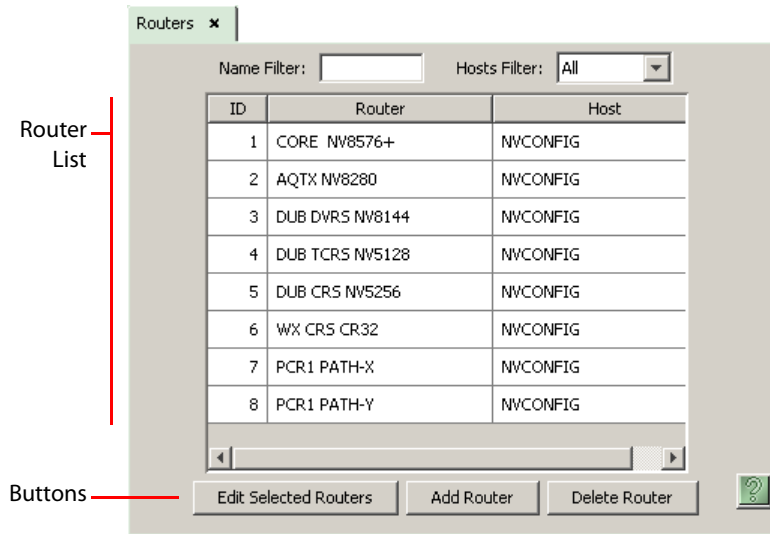 Routers ×
Name Filter: Hosts Filter: All
Router List
ID Router Host
1 CORE NV8576+ NVCONFIG
2 AQTX NV8280 NVCONFIG
3 DUB DVRS NV8144 NVCONFIG
4 DUB TCRS NV5128 NVCONFIG
5 DUB CRS NV5256 NVCONFIG
6 WX CRS CR32 NVCONFIG
7 PCR1 PATH-X NVCONFIG
8 PCR1 PATH-Y NVCONFIG
Buttons
Edit Selected Routers Add Router Delete Router ?